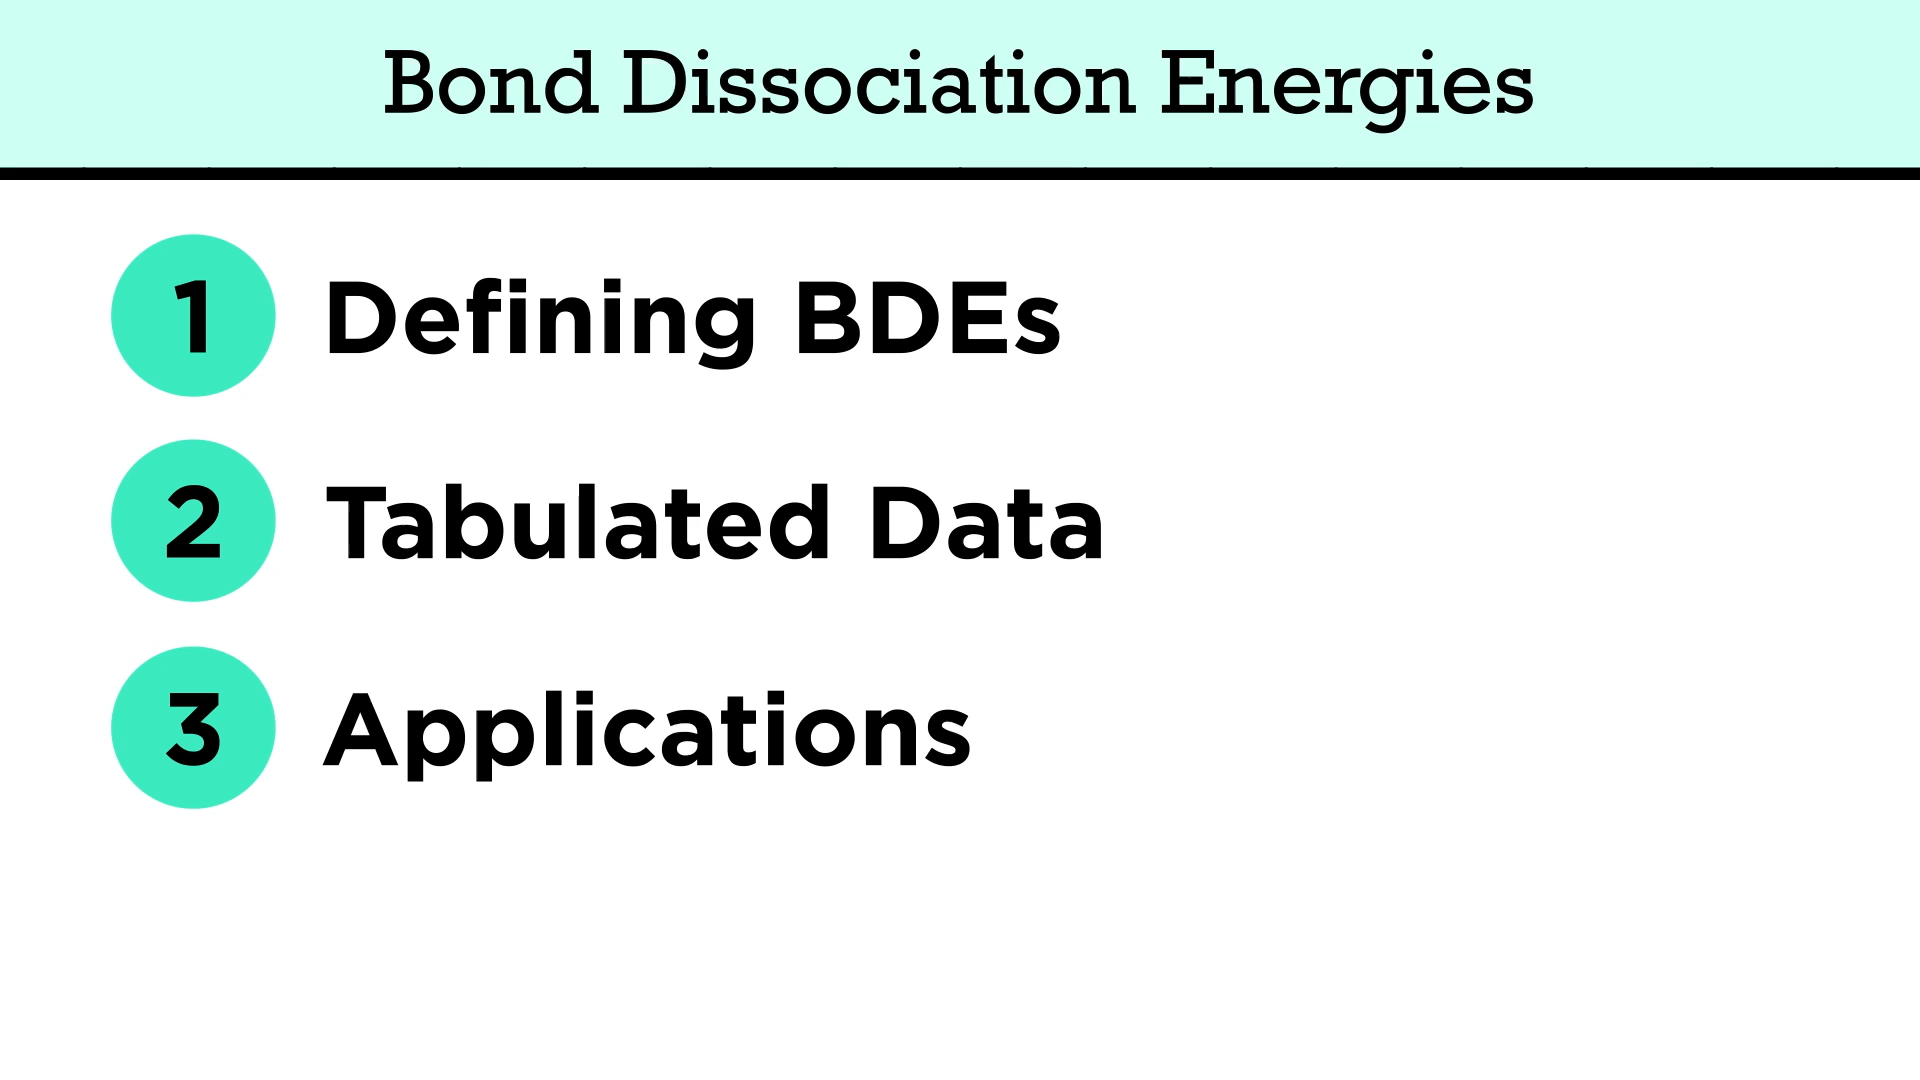 Bond Dissociation Energies
1 Defining BDEs
2 Tabulated Data
3 Applications